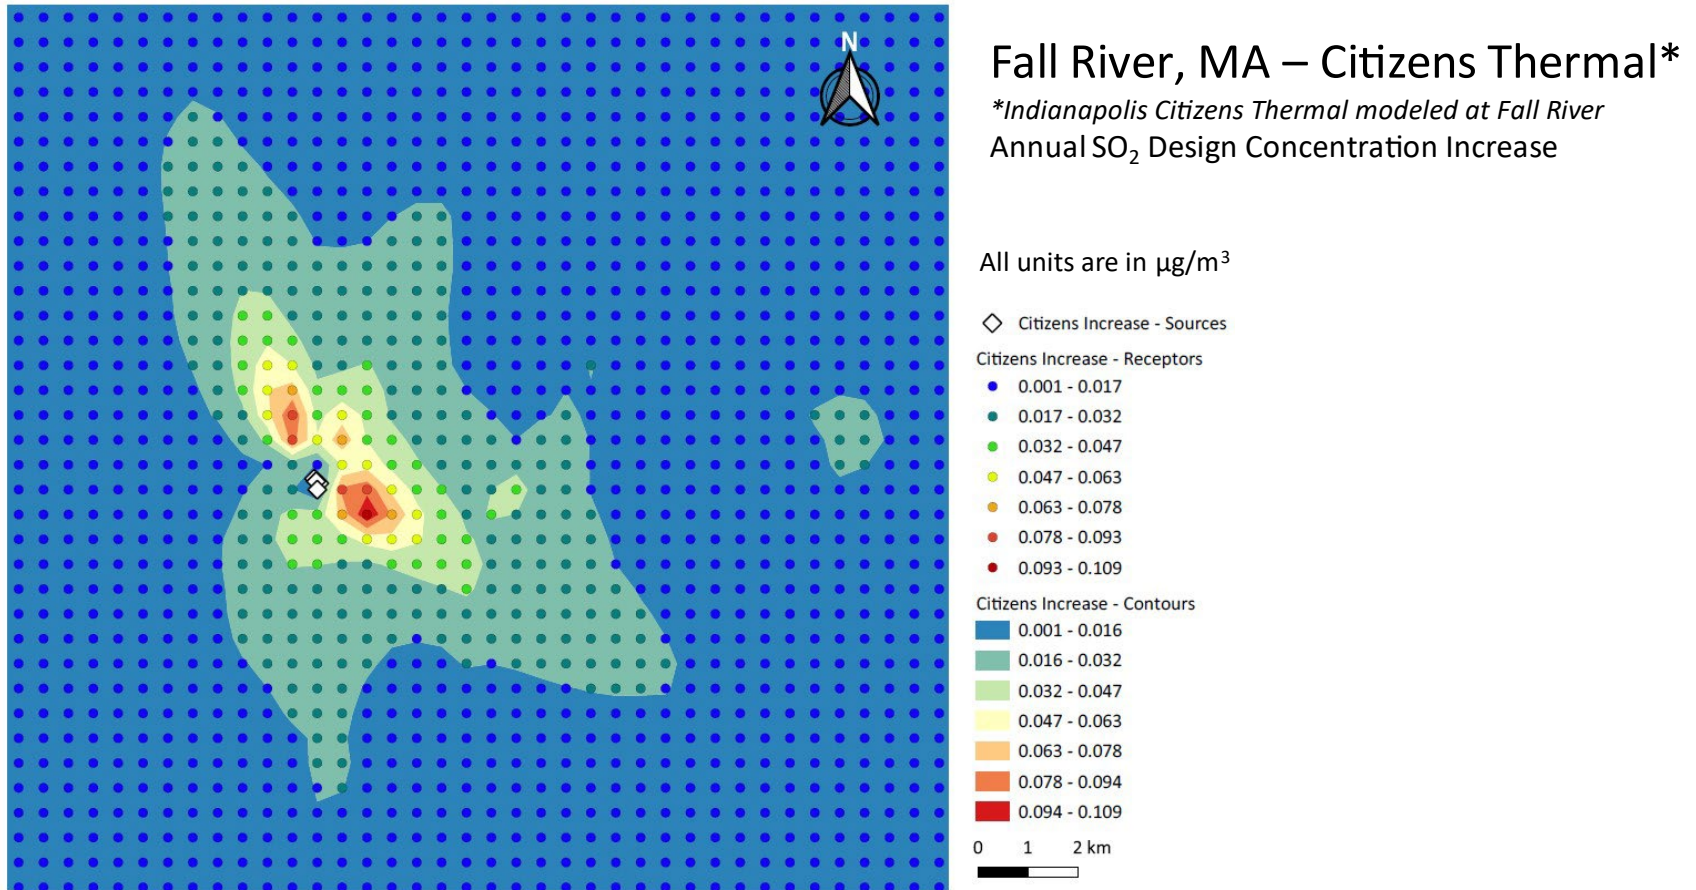 N
Fall River, MA – Citizens Thermal*
*Indianapolis Citizens Thermal modeled at Fall River
Annual SO₂ Design Concentration Increase
All units are in µg/m³
Citizens Increase - Sources
Citizens Increase - Receptors
0.001 - 0.017
0.017 - 0.032
0.032 - 0.047
0.047 - 0.063
0.063 - 0.078
0.078 - 0.093
0.093 - 0.109
Citizens Increase - Contours
0.001 - 0.016
0.016 - 0.032
0.032 - 0.047
0.047 - 0.063
0.063 - 0.078
0.078 - 0.094
0.094 - 0.109
0 1 2 km